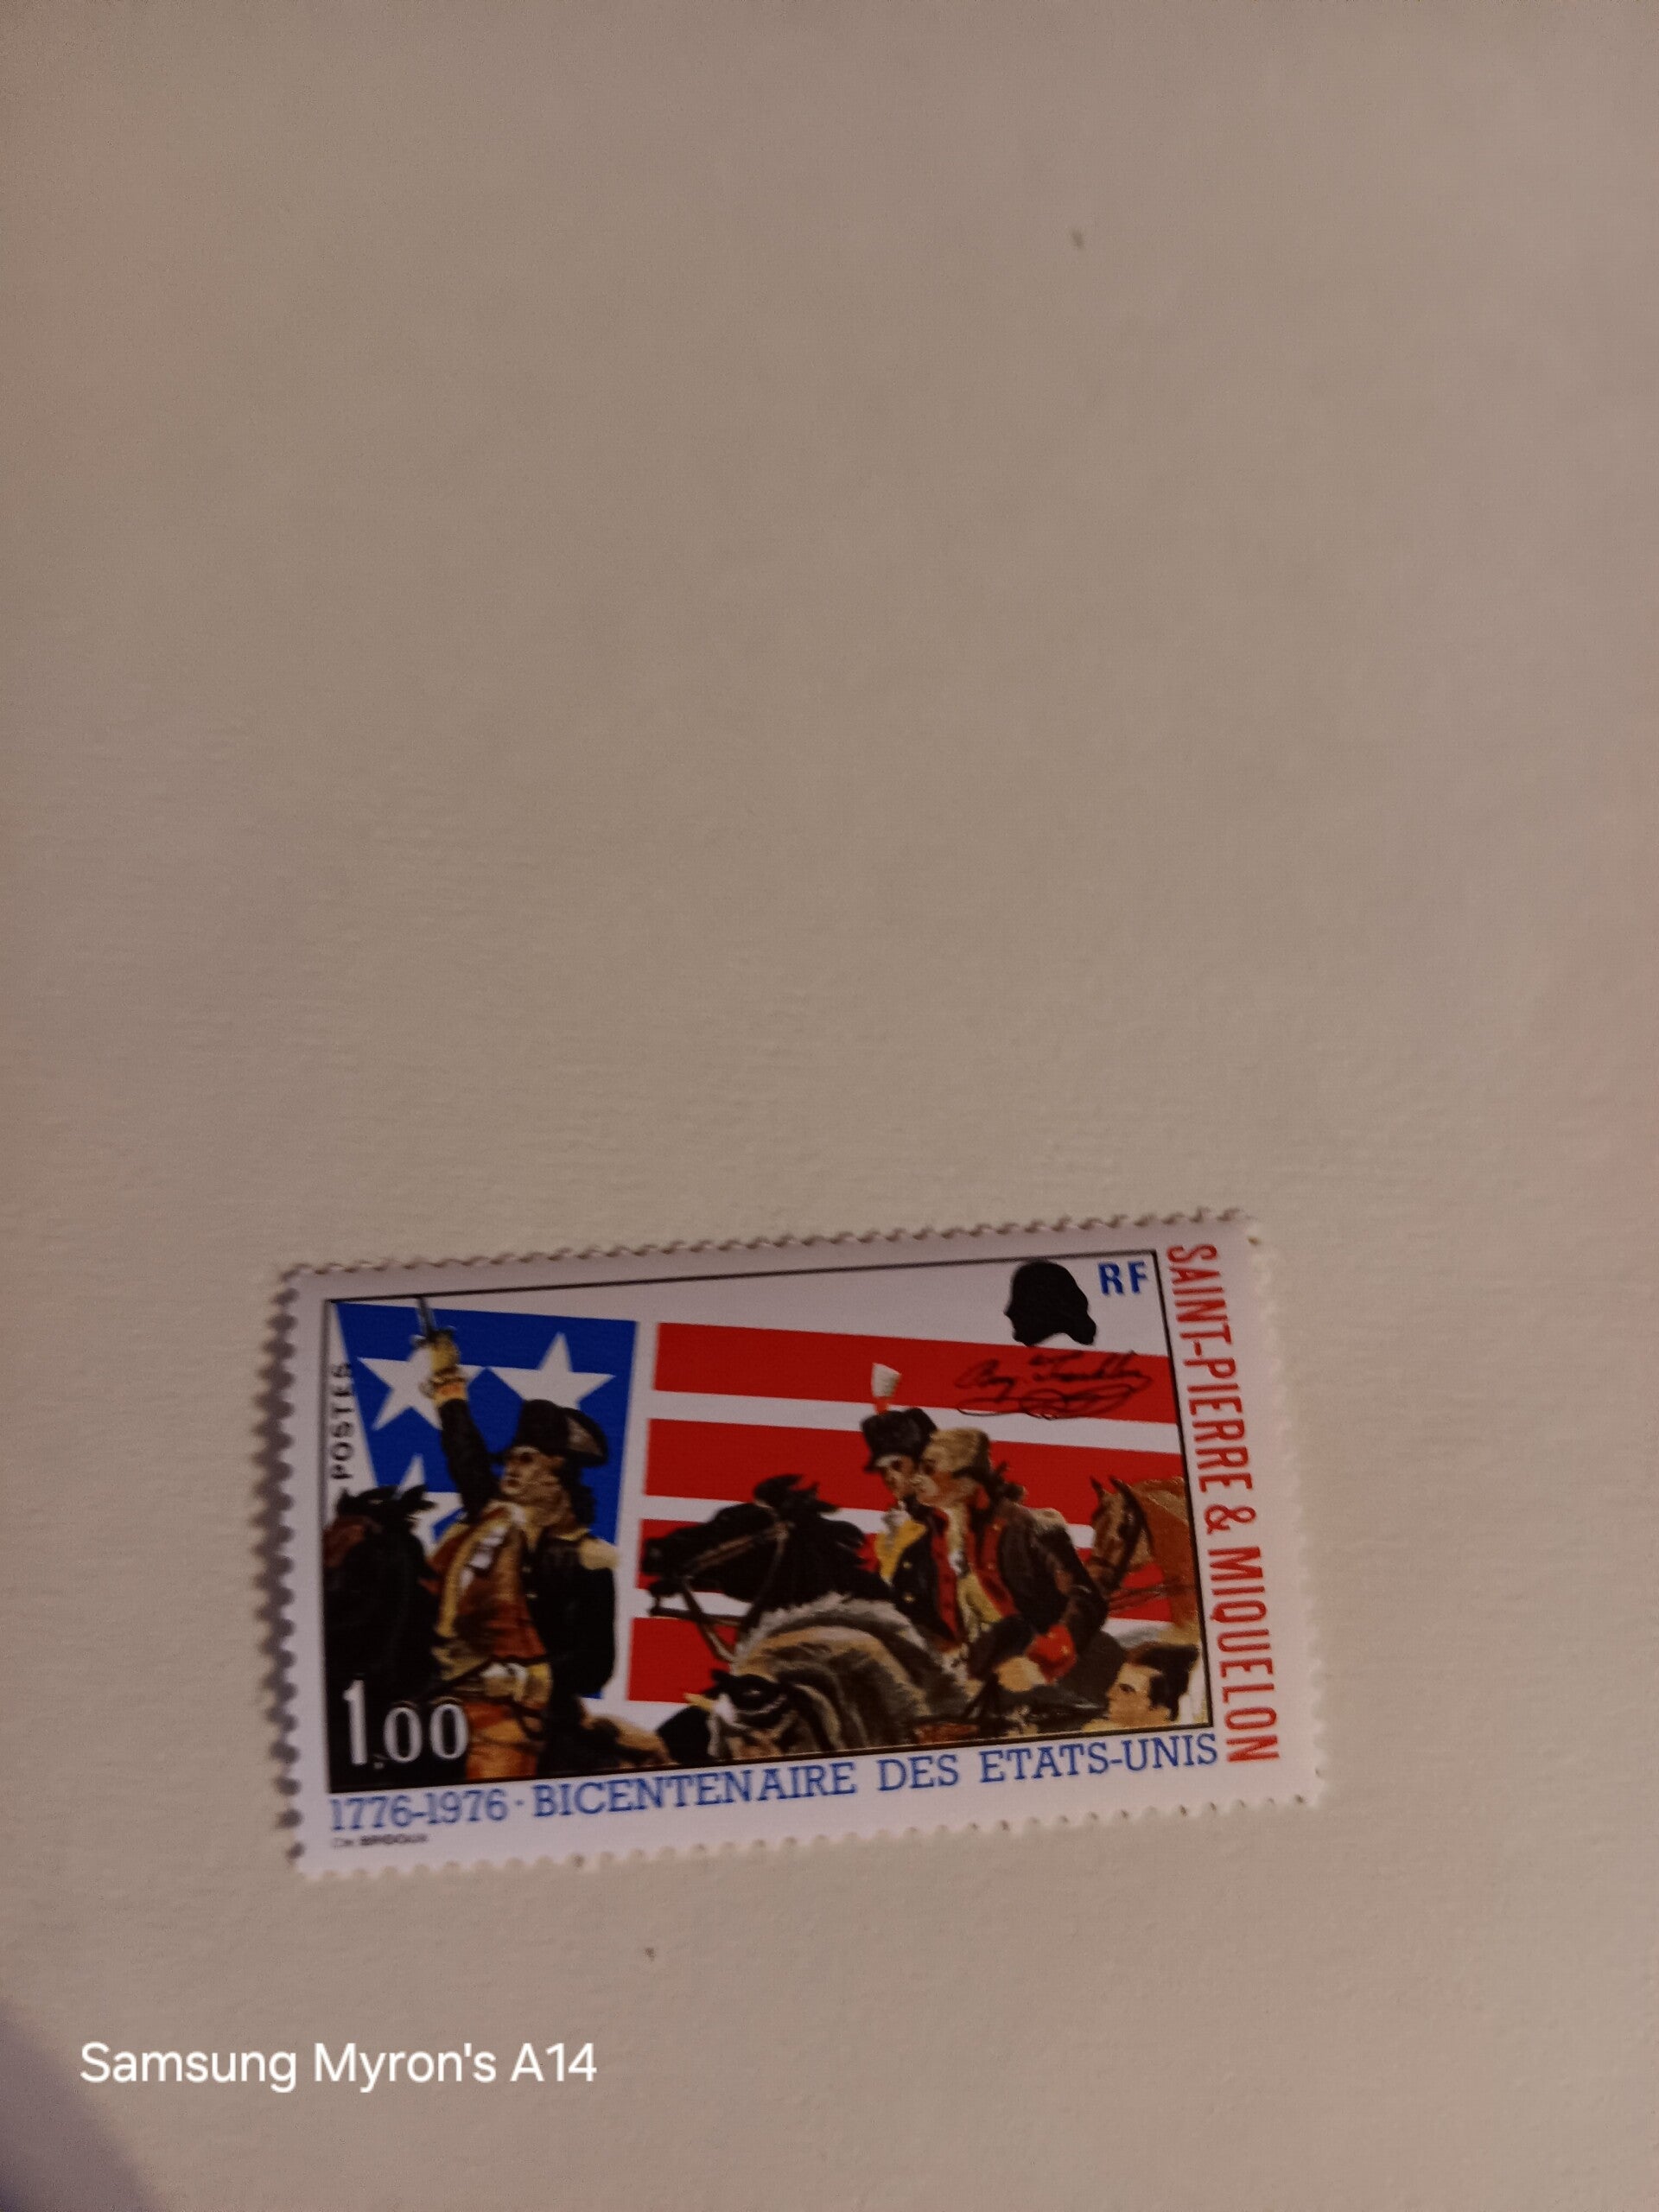 RF
SAINT-PIERRE & MIQUELON
POSTES
1,00
1776-1976 · BICENTENAIRE DES ETATS-UNIS
Samsung Myron's A14